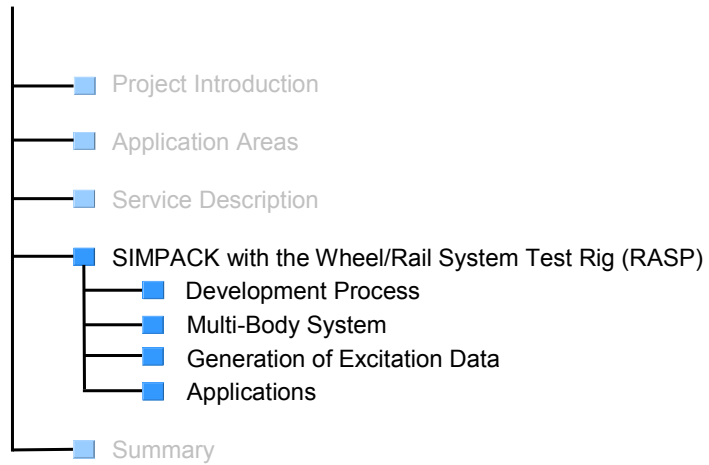 Project Introduction
Application Areas
Service Description
SIMPACK with the Wheel/Rail System Test Rig (RASP)
Development Process
Multi-Body System
Generation of Excitation Data
Applications
Summary